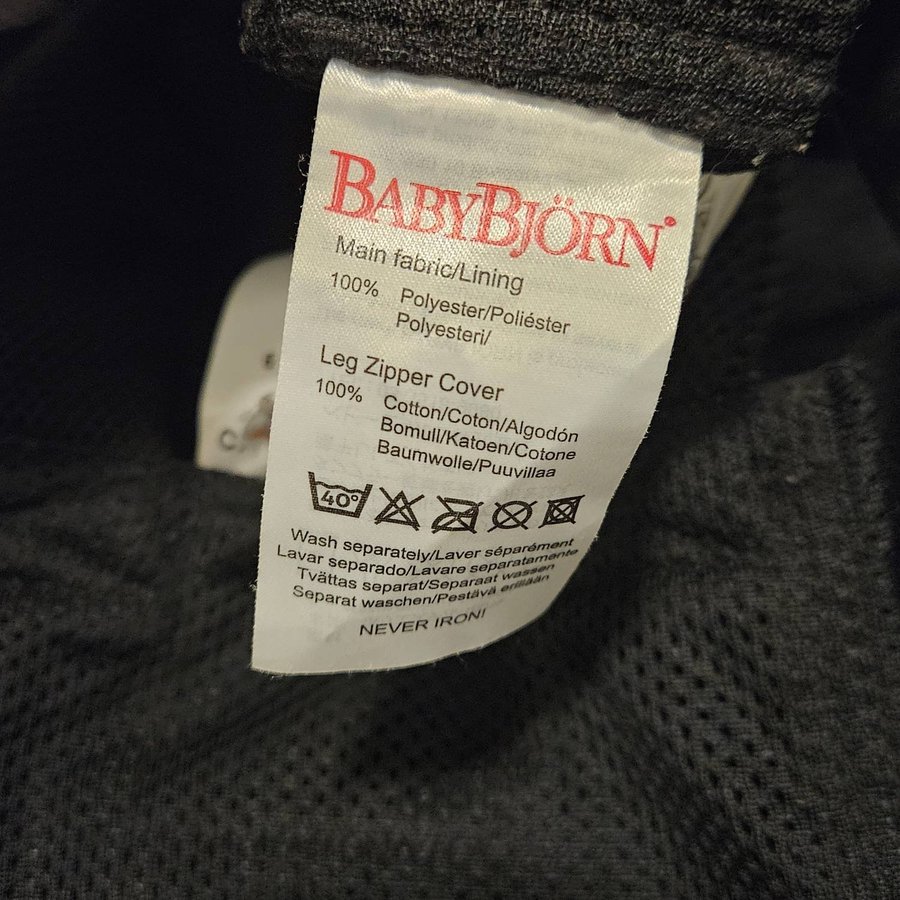 BABYBJÖRN®
Main fabric/Lining
100% Polyester/Poliéster
Polyesteri/
Leg Zipper Cover
100% Cotton/Coton/Algodón
Bomull/Katoen/Cotone
Baumwolle/Puuvillaa
40°
Wash separately/Laver séparément
Lavar separado/Lavare separatamente
Tvättas separat/Separaat wassen
Separat waschen/Pestävä erillään
NEVER IRON!